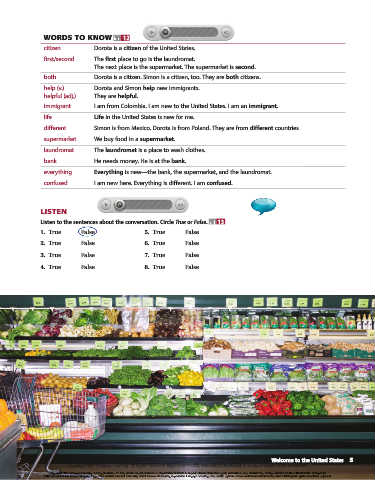 WORDS TO KNOW 12
citizen Dorota is a citizen of the United States.
first/second The first place to go is the laundromat.
The next place is the supermarket. The supermarket is second.
both Dorota is a citizen. Simon is a citizen, too. They are both citizens.
help (v.) Dorota and Simon help new immigrants.
helpful (adj.) They are helpful.
immigrant I am from Colombia. I am new to the United States. I am an immigrant.
life Life in the United States is new for me.
different Simon is from Mexico. Dorota is from Poland. They are from different countries
supermarket We buy food in a supermarket.
laundromat The laundromat is a place to wash clothes.
bank He needs money. He is at the bank.
everything Everything is new—the bank, the supermarket, and the laundromat.
confused I am new here. Everything is different. I am confused.
LISTEN
Listen to the sentences about the conversation. Circle True or False. 13
1. True False 5. True False
2. True False 6. True False
3. True False 7. True False
4. True False 8. True False
Welcome to the United States 5